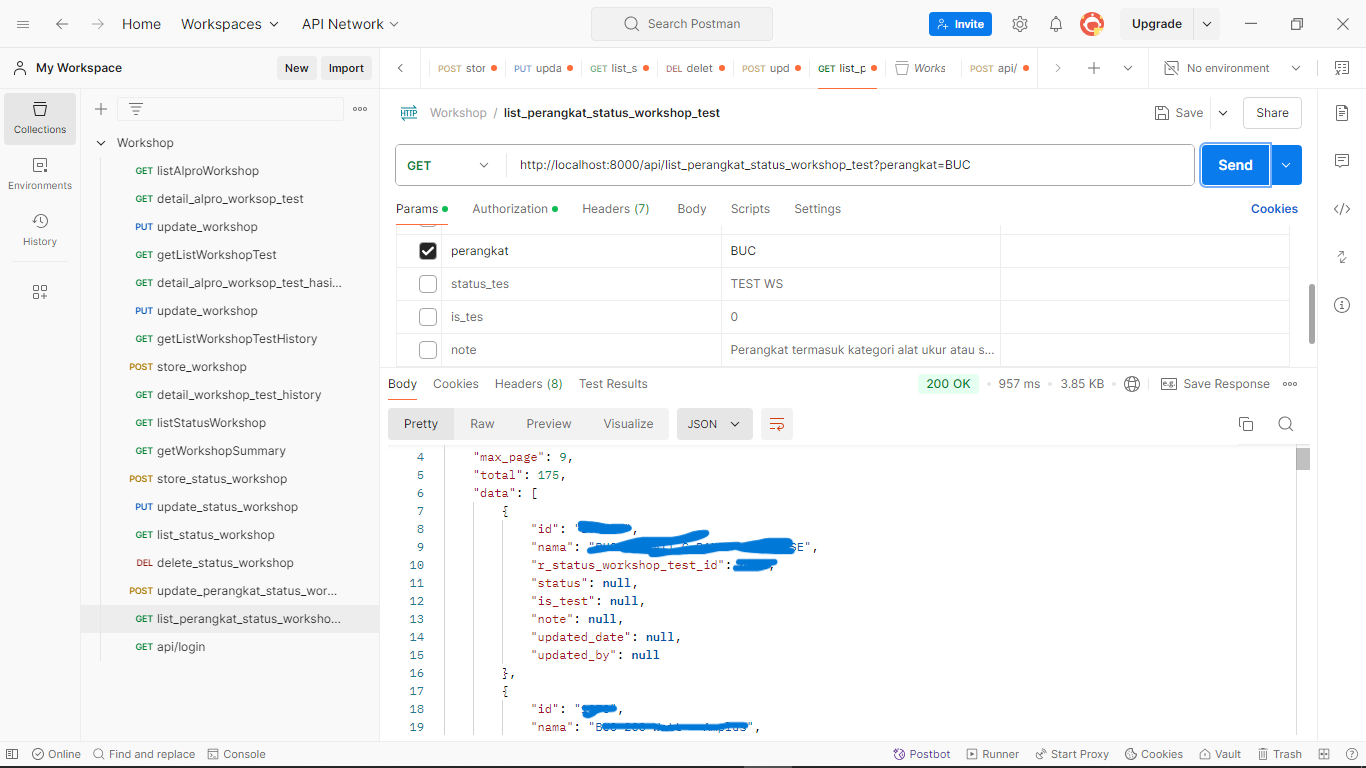 Home Workspaces API Network Search Postman Invite Upgrade
My Workspace New Import
POST stor PUT upda GET list_s DEL delet POST upd GET list_p Works POST api/ No environment
Collections
Environments
History
Workshop
GET listAlproWorkshop
GET detail_alpro_worksop_test
PUT update_workshop
GET getListWorkshopTest
GET detail_alpro_worksop_test_hasi...
PUT update_workshop
GET getListWorkshopTestHistory
POST store_workshop
GET detail_workshop_test_history
GET listStatusWorkshop
GET getWorkshopSummary
POST store_status_workshop
PUT update_status_workshop
GET list_status_workshop
DEL delete_status_workshop
POST update_perangkat_status_wor...
GET list_perangkat_status_worksho...
GET api/login
HTTP Workshop / list_perangkat_status_workshop_test Save Share
GET http://localhost:8000/api/list_perangkat_status_workshop_test?perangkat=BUC Send
Params Authorization Headers (7) Body Scripts Settings Cookies
perangkat BUC
status_tes TEST WS
is_tes 0
note Perangkat termasuk kategori alat ukur atau s...
Body Cookies Headers (8) Test Results 200 OK 957 ms 3.85 KB e.g. Save Response
Pretty Raw Preview Visualize JSON
4 "max_page": 9,
5 "total": 175,
6 "data": [
7 {
8 "id": ,
9 "nama": SE",
10 "r_status_workshop_test_id": ,
11 "status": null,
12 "is_test": null,
13 "note": null,
14 "updated_date": null,
15 "updated_by": null
16 },
17 {
18 "id": " ",
19 "nama": " ",
Online Find and replace Console Postbot Runner Start Proxy Cookies Vault Trash